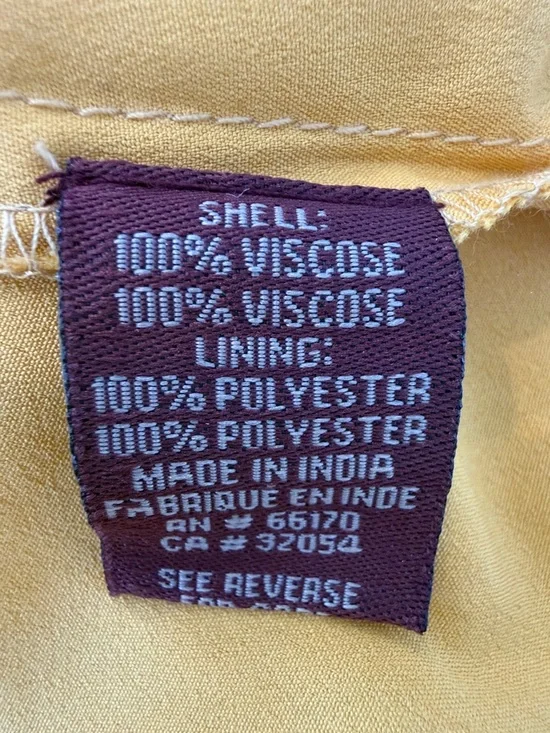 SHELL:
100% VISCOSE
100% VISCOSE
LINING:
100% POLYESTER
100% POLYESTER
MADE IN INDIA
FABRIQUE EN INDE
RN # 66170
CA # 32054
SEE REVERSE
FOR